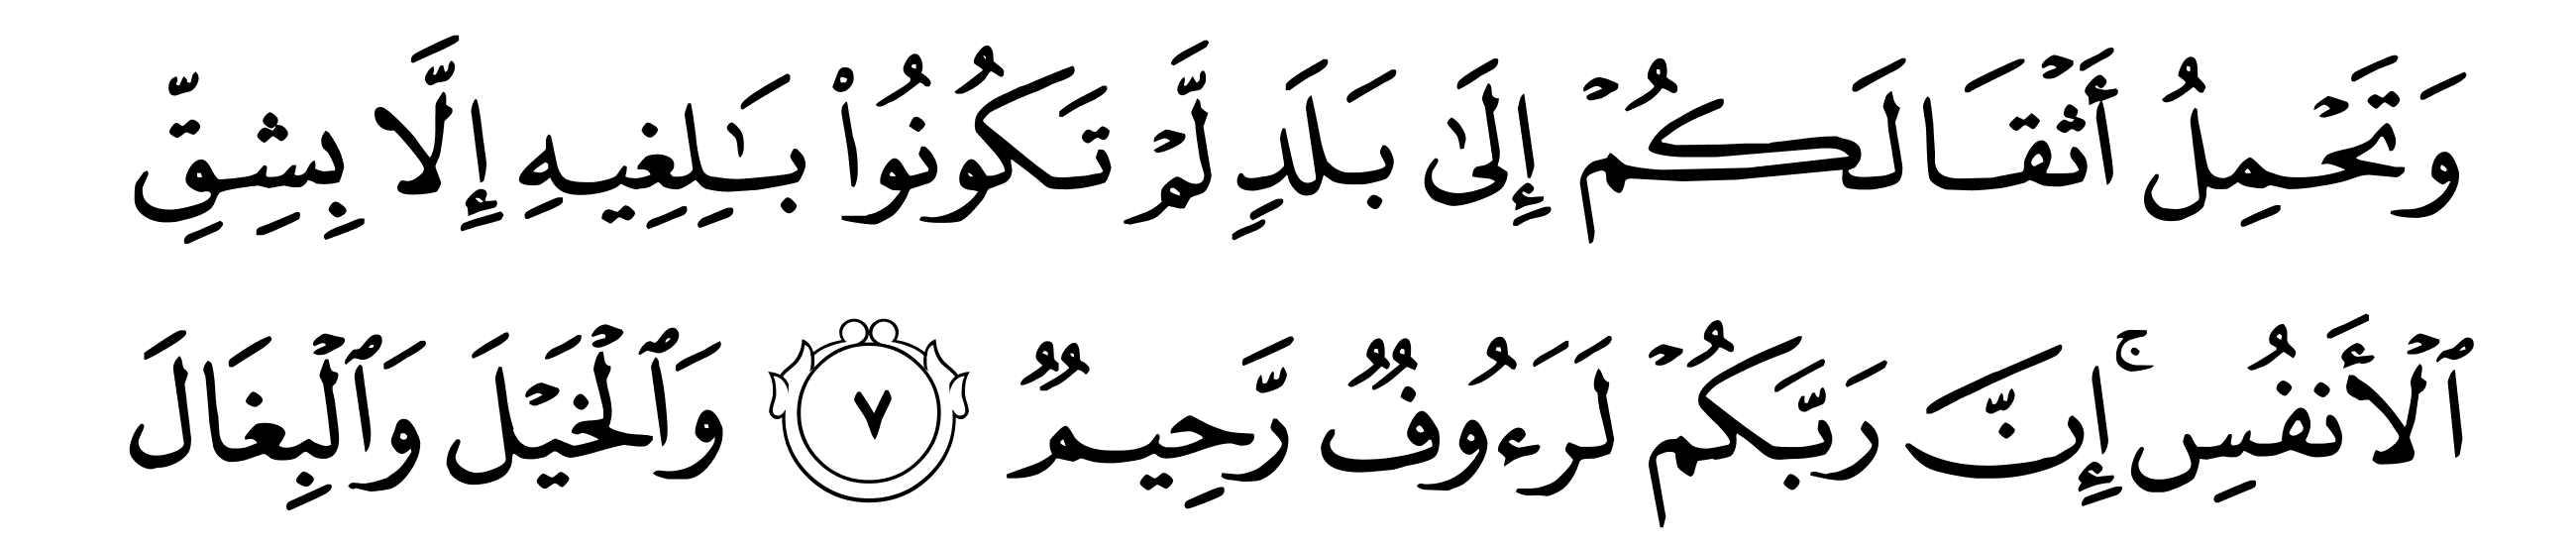 وَتَحۡمِلُ أَثۡقَالَكُمۡ إِلَىٰ بَلَدٖ لَّمۡ تَكُونُواْ بَٰلِغِيهِ إِلَّا بِشِقِّ
ٱلۡأَنفُسِۚ إِنَّ رَبَّكُمۡ لَرَءُوفٞ رَّحِيمٞ ٧ وَٱلۡخَيۡلَ وَٱلۡبِغَالَ